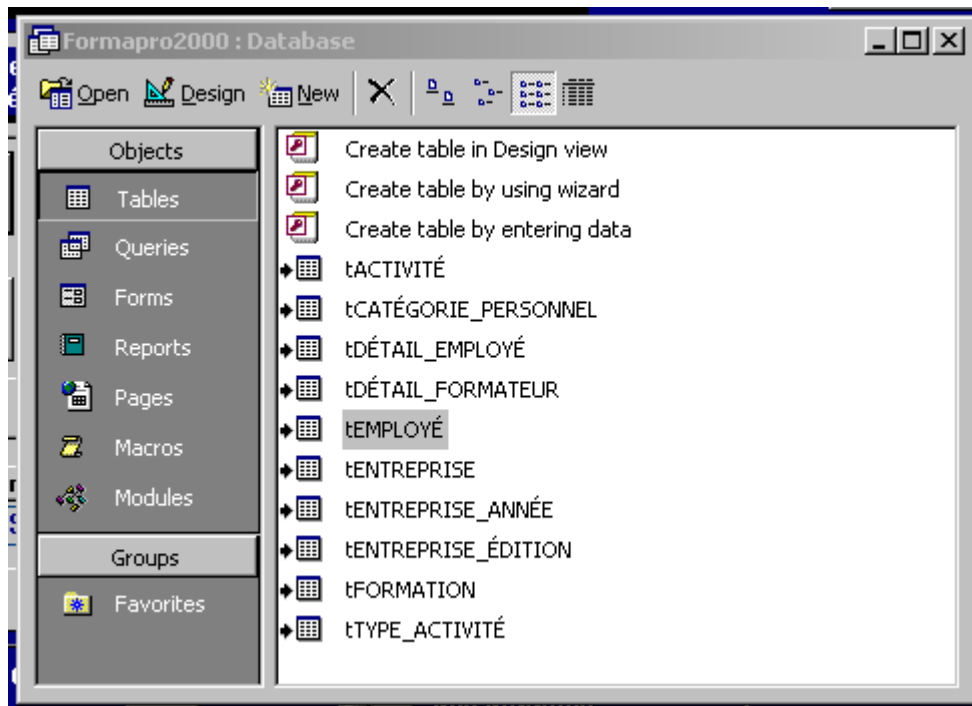 Formapro2000 : Database
Open Design New
Objects
Tables
Queries
Forms
Reports
Pages
Macros
Modules
Groups
Favorites
Create table in Design view
Create table by using wizard
Create table by entering data
tACTIVITÉ
tCATÉGORIE_PERSONNEL
tDÉTAIL_EMPLOYÉ
tDÉTAIL_FORMATEUR
tEMPLOYÉ
tENTREPRISE
tENTREPRISE_ANNÉE
tENTREPRISE_ÉDITION
tFORMATION
tTYPE_ACTIVITÉ